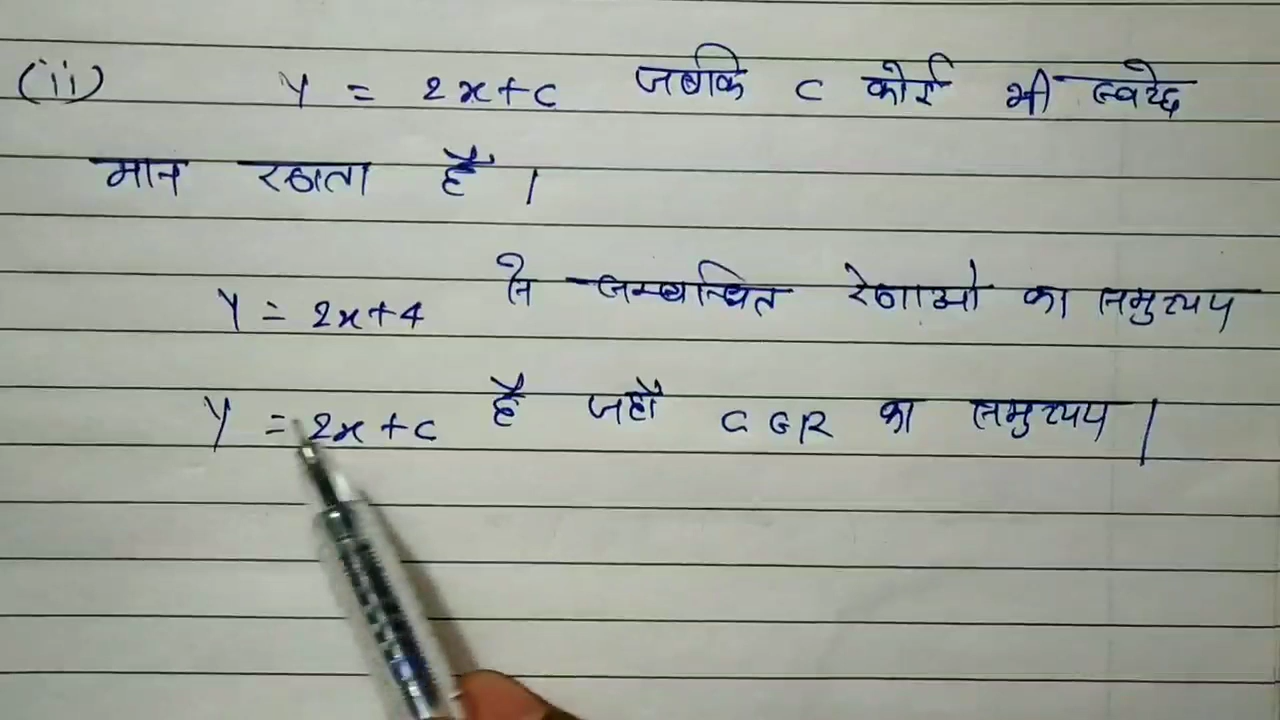 (ii) y = 2x+c जबकि c कोई भी स्वेच्छ
मान रखता है ।
y = 2x+4 से सम्बन्धित रेखाओ का समुच्चय
y = 2x+c है जहाँ C ∈ R का समुच्चय |